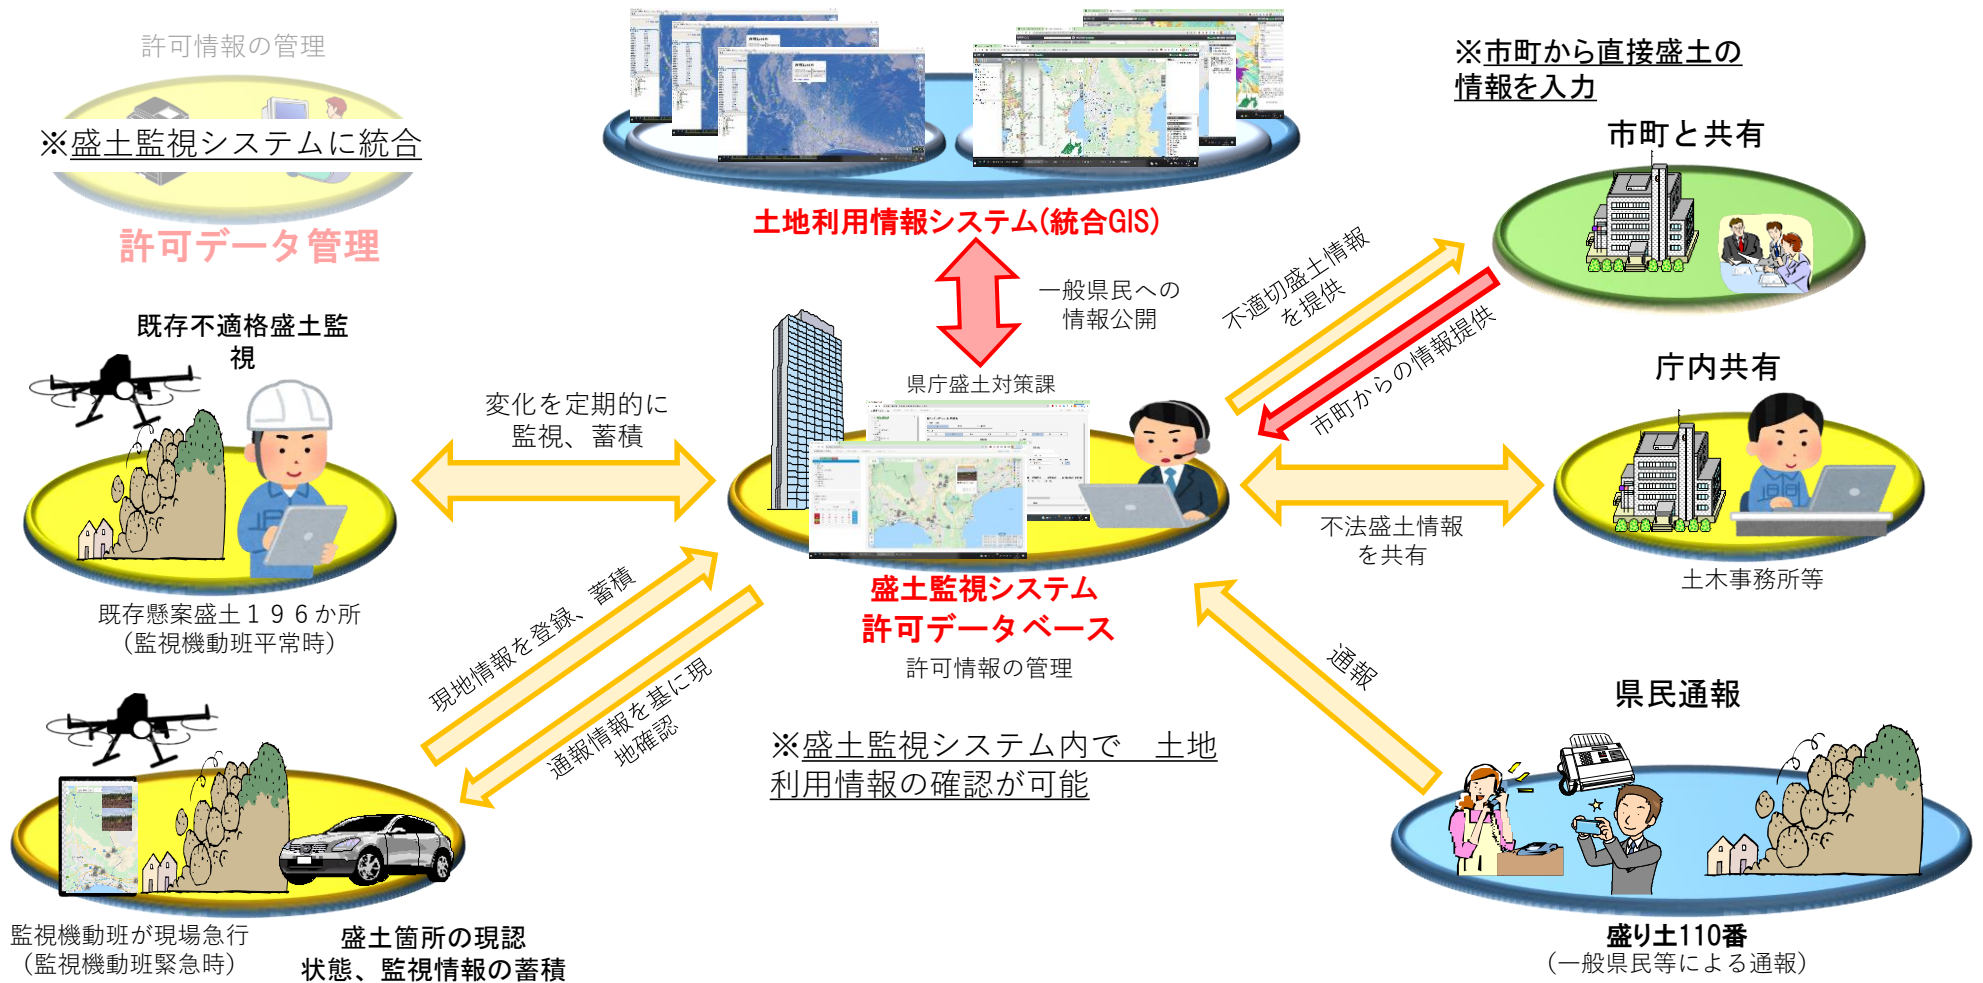 許可情報の管理
※盛土監視システムに統合
許可データ管理
土地利用情報システム(統合GIS)
一般県民への
情報公開
※市町から直接盛土の
情報を入力
市町と共有
不適切盛土情報
を提供
市町からの情報提供
既存不適格盛土監
視
変化を定期的に
監視、蓄積
県庁盛土対策課
庁内共有
不法盛土情報
を共有
土木事務所等
既存懸案盛土196か所
（監視機動班平常時）
盛土監視システム
許可データベース
許可情報の管理
現地情報を登録、蓄積
通報情報を基に現
地確認
通報
※盛土監視システム内で　土地
利用情報の確認が可能
県民通報
監視機動班が現場急行
（監視機動班緊急時）
盛土箇所の現認
状態、監視情報の蓄積
盛り土110番
（一般県民等による通報）